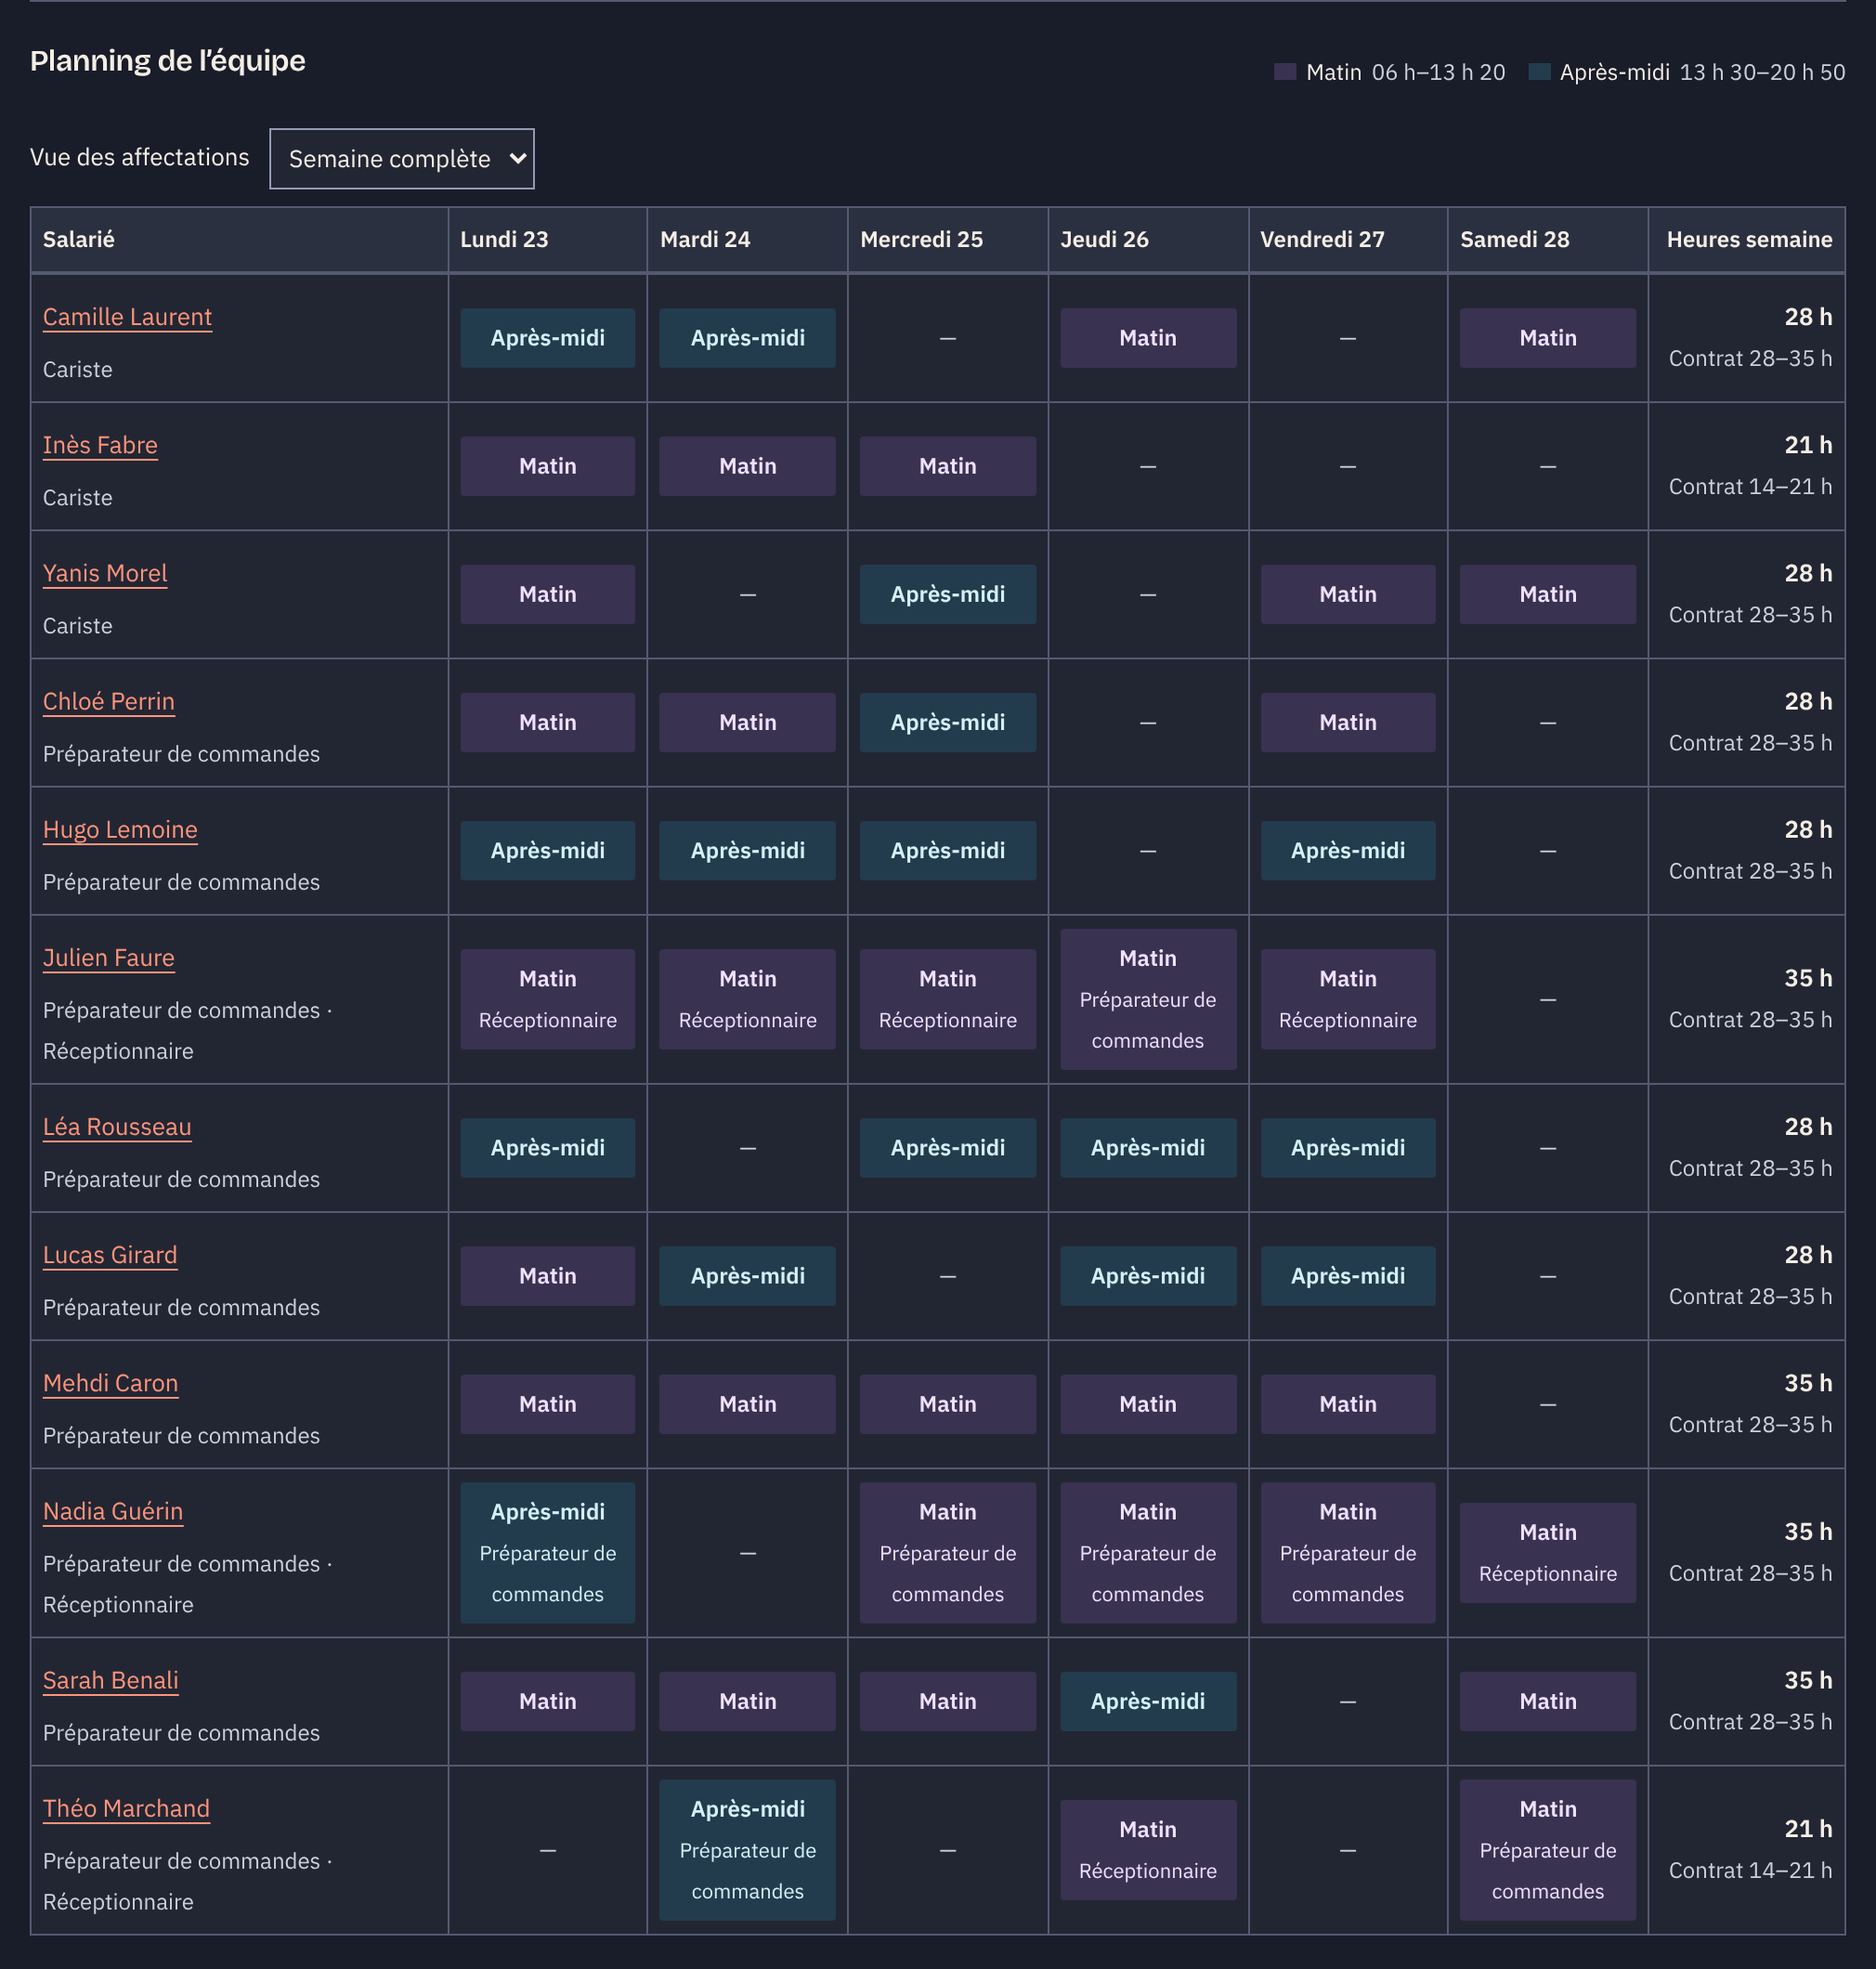 Planning de l’équipe
Matin 06 h–13 h 20 Après-midi 13 h 30–20 h 50
Vue des affectations Semaine complète
Salarié Lundi 23 Mardi 24 Mercredi 25 Jeudi 26 Vendredi 27 Samedi 28 Heures semaine
Camille Laurent
Cariste
Après-midi Après-midi — Matin — Matin
28 h
Contrat 28–35 h
Inès Fabre
Cariste
Matin Matin Matin — — —
21 h
Contrat 14–21 h
Yanis Morel
Cariste
Matin — Après-midi — Matin Matin
28 h
Contrat 28–35 h
Chloé Perrin
Préparateur de commandes
Matin Matin Après-midi — Matin —
28 h
Contrat 28–35 h
Hugo Lemoine
Préparateur de commandes
Après-midi Après-midi Après-midi — Après-midi —
28 h
Contrat 28–35 h
Julien Faure
Préparateur de commandes ·
Réceptionnaire
Matin
Réceptionnaire
Matin
Réceptionnaire
Matin
Réceptionnaire
Matin
Préparateur de
commandes
Matin
Réceptionnaire
—
35 h
Contrat 28–35 h
Léa Rousseau
Préparateur de commandes
Après-midi — Après-midi Après-midi Après-midi —
28 h
Contrat 28–35 h
Lucas Girard
Préparateur de commandes
Matin Après-midi — Après-midi Après-midi —
28 h
Contrat 28–35 h
Mehdi Caron
Préparateur de commandes
Matin Matin Matin Matin Matin —
35 h
Contrat 28–35 h
Nadia Guérin
Préparateur de commandes ·
Réceptionnaire
Après-midi
Préparateur de
commandes
—
Matin
Préparateur de
commandes
Matin
Préparateur de
commandes
Matin
Préparateur de
commandes
Matin
Réceptionnaire
35 h
Contrat 28–35 h
Sarah Benali
Préparateur de commandes
Matin Matin Matin Après-midi — Matin
35 h
Contrat 28–35 h
Théo Marchand
Préparateur de commandes ·
Réceptionnaire
—
Après-midi
Préparateur de
commandes
—
Matin
Réceptionnaire
—
Matin
Préparateur de
commandes
21 h
Contrat 14–21 h